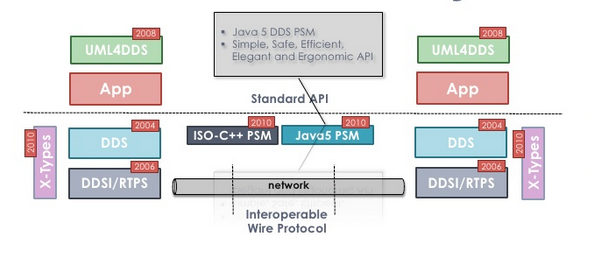 • Java 5 DDS PSM
• Simple, Safe, Efficient,
Elegant and Ergonomic API
2008
UML4DDS
2008
UML4DDS
App
App
Standard API
2010
X-Types
2004
DDS
2010
ISO-C++ PSM
2010
Java5 PSM
2004
DDS
2010
X-Types
2006
DDSI/RTPS
network
2006
DDSI/RTPS
Interoperable
Wire Protocol